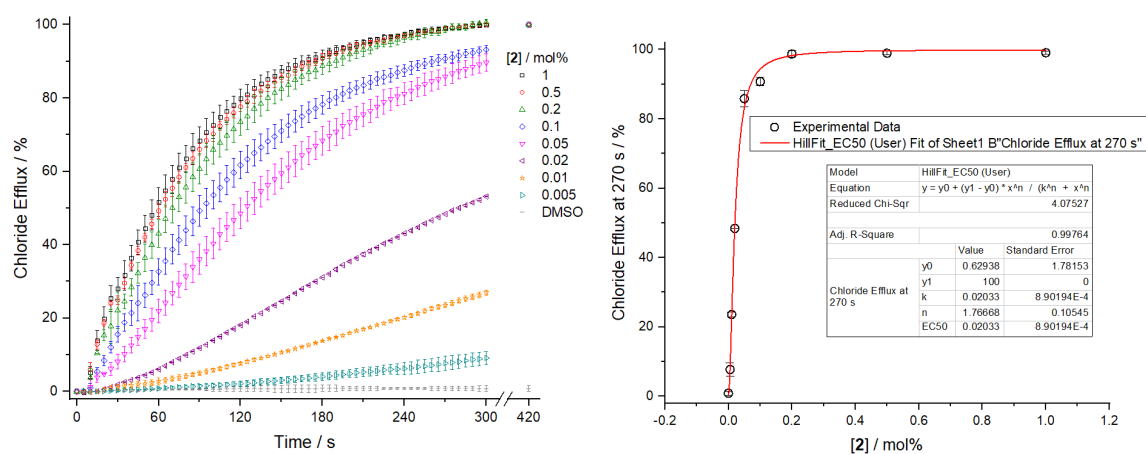 100
80
60
40
20
0
Chloride Efflux / %
[2] / mol%
1
0.5
0.2
0.1
0.05
0.02
0.01
0.005
DMSO
0 60 120 180 240 300 420
Time / s
100
80
60
40
20
0
Chloride Efflux at 270 s / %
Experimental Data
HillFit_EC50 (User) Fit of Sheet1 B"Chloride Efflux at 270 s"
Model HillFit_EC50 (User)
Equation y = y0 + (y1 - y0) * x^n / (k^n + x^n
Reduced Chi-Sqr 4.07527
Adj. R-Square 0.99764
Value Standard Error
Chloride Efflux at 270 s
y0 0.62938 1.78153
y1 100 0
k 0.02033 8.90194E-4
n 1.76668 0.10545
EC50 0.02033 8.90194E-4
-0.2 0.0 0.2 0.4 0.6 0.8 1.0 1.2
[2] / mol%